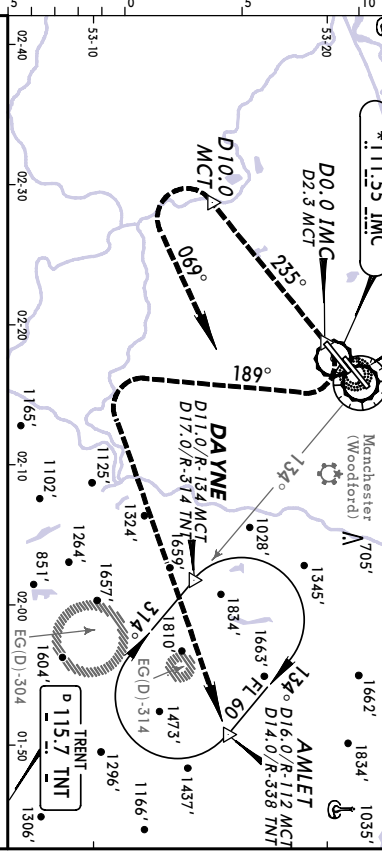 10
5
0
5
*111.55 IMC
D0.0 IMC
D2.3 MCT
D10.0
MCT
235°
069°
189°
134°
Manchester
(Woodford)
705'
1035'
1662'
1834'
1345'
1028'
1834'
1663'
134°
FL 60
314°
AMLET
D16.0/R-112 MCT
D14.0/R-338 TNT
DAYNE
D11.0/R-134 MCT
D17.0/R-314 TNT
1659'
1810'
EG(D)-314
1473'
1437'
1324'
1125'
1166'
1657'
1296'
1264'
1102'
1165'
851'
1604'
1306'
EG(D)-304
TRENT
D 115.7 TNT
53-20
53-10
02-40
02-30
02-20
02-10
02-00
01-50